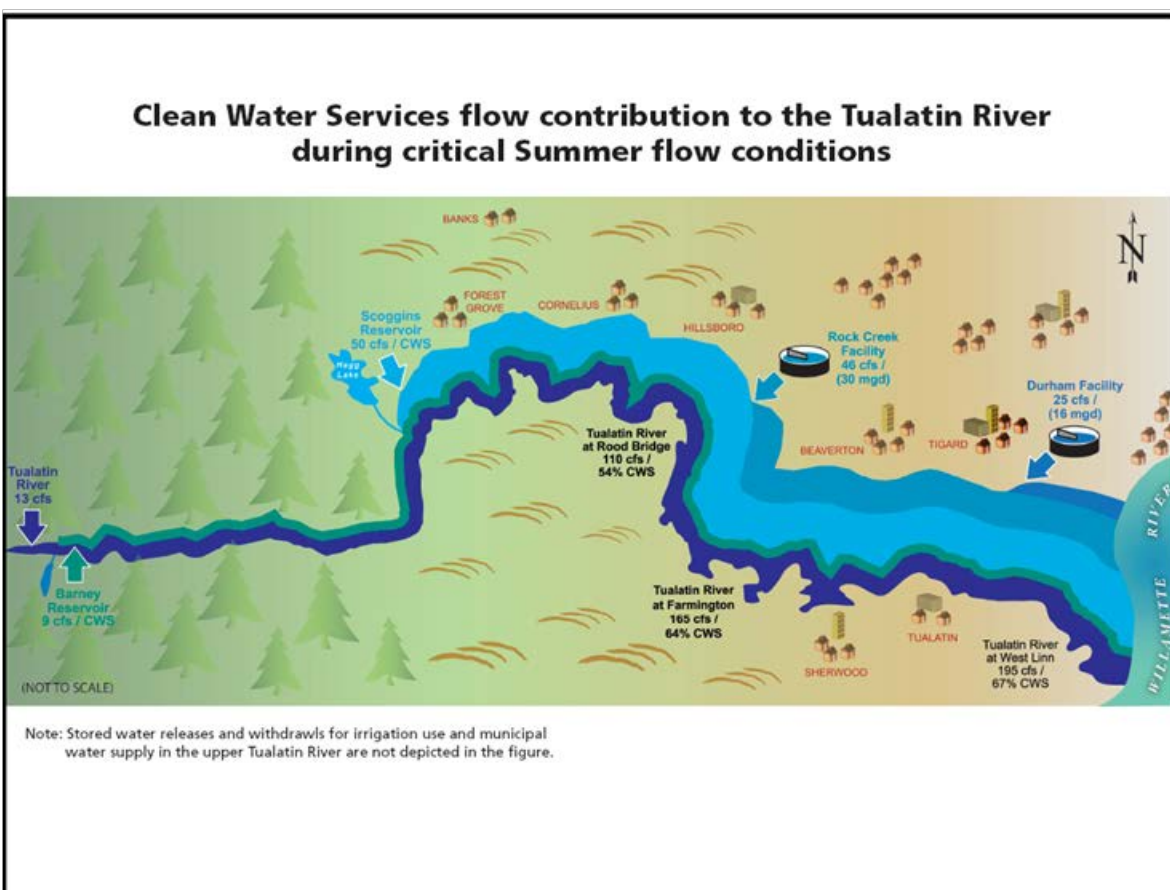 Clean Water Services flow contribution to the Tualatin River
during critical Summer flow conditions
BANKS
N
FOREST
GROVE
CORNELIUS
HILLSBORO
Scoggins
Reservoir
50 cfs / CWS
Hagg
Lake
Rock Creek
Facility
46 cfs /
(30 mgd)
Durham Facility
25 cfs /
(16 mgd)
Tualatin River
at Rood Bridge
110 cfs /
54% CWS
BEAVERTON
TIGARD
Tualatin
River
13 cfs
Barney
Reservoir
9 cfs / CWS
Tualatin River
at Farmington
165 cfs /
64% CWS
SHERWOOD
TUALATIN
Tualatin River
at West Linn
195 cfs /
67% CWS
WILLAMETTE RIVER
(NOT TO SCALE)
Note: Stored water releases and withdrawls for irrigation use and municipal
water supply in the upper Tualatin River are not depicted in the figure.